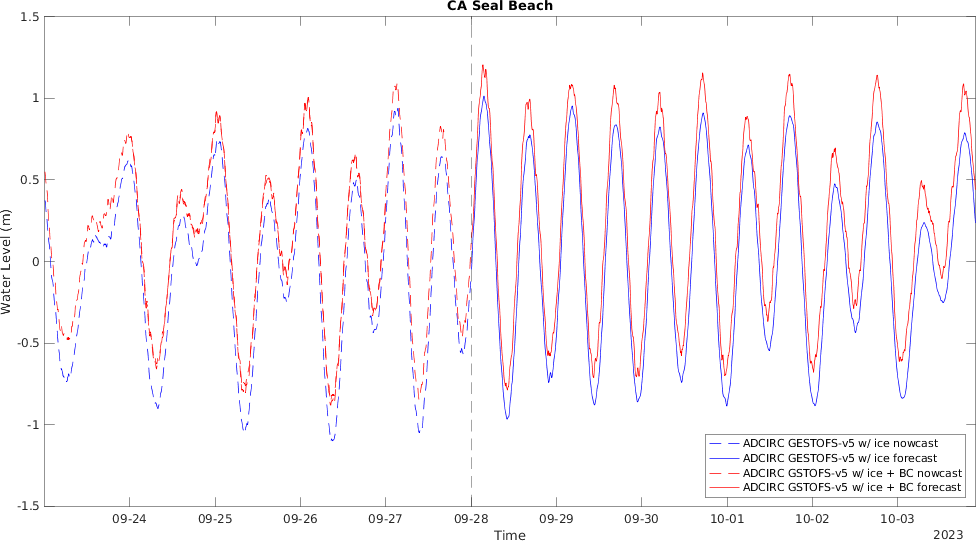 CA Seal Beach
1.5
1
0.5
0
-0.5
-1
-1.5
Water Level (m)
09-24 09-25 09-26 09-27 09-28 09-29 09-30 10-01 10-02 10-03
Time
2023
ADCIRC GESTOFS-v5 w/ ice nowcast
ADCIRC GESTOFS-v5 w/ ice forecast
ADCIRC GSTOFS-v5 w/ ice + BC nowcast
ADCIRC GSTOFS-v5 w/ ice + BC forecast